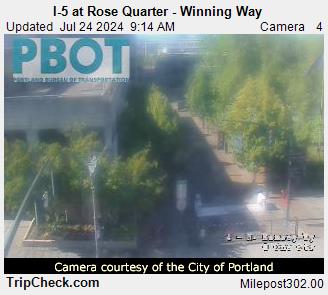 I-5 at Rose Quarter - Winning Way
Updated Jul 24 2024 9:14 AM Camera 4
PBOT
PORTLAND BUREAU OF TRANSPORTATION
Camera courtesy of the City of Portland
TripCheck.com Milepost302.00